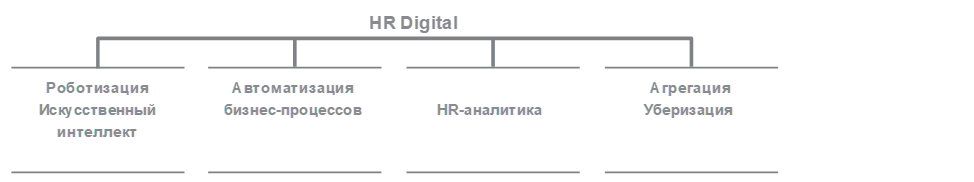 HR Digital
Роботизация
Искусственный
интеллект
Автоматизация
бизнес-процессов
HR-аналитика
Агрегация
Уберизация